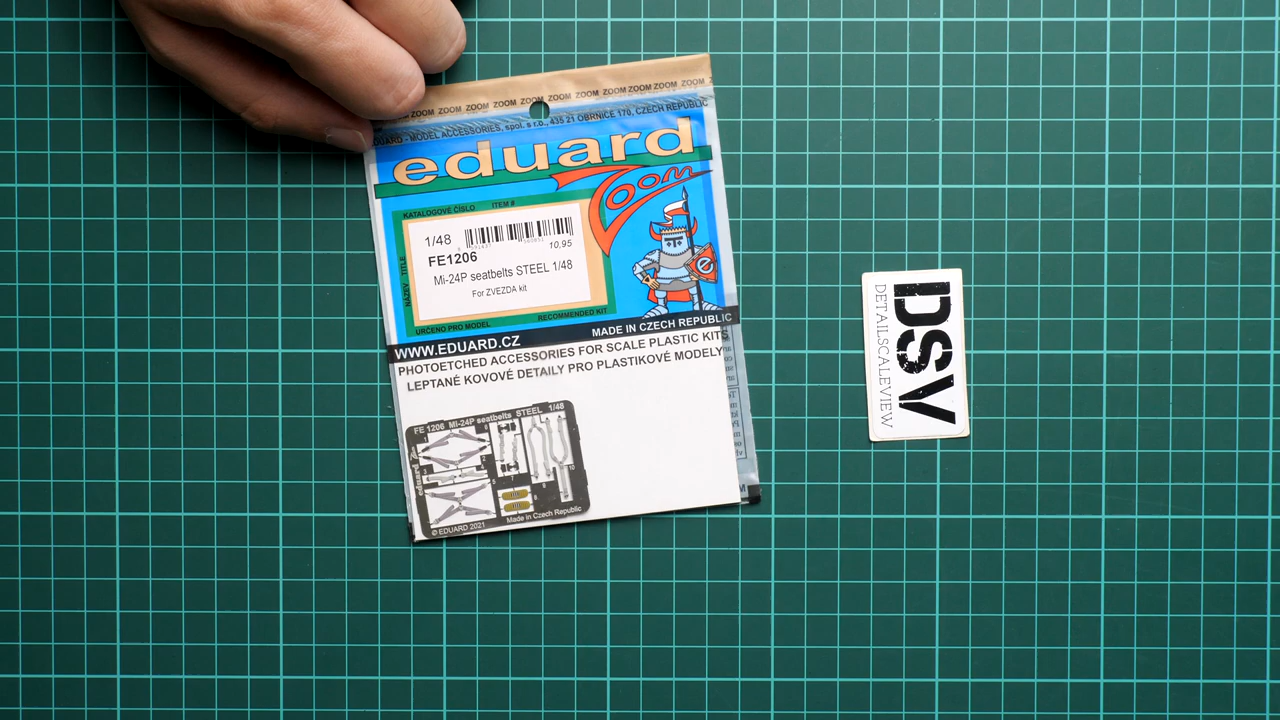 ZOOM ZOOM ZOOM ZOOM ZOOM ZOOM ZOOM ZOOM ZOOM ZOOM
EDUARD - MODEL ACCESSORIES, spol. s r.o., 435 21 OBRNICE 170, CZECH REPUBLIC
eduard
Zoom
KATALOGOVÉ ČÍSLO ITEM #
1/48
10,95
FE1206
Mi-24P seatbelts STEEL 1/48
For ZVEZDA kit
NÁZEV TITLE
e
URČENO PRO MODEL RECOMMENDED KIT
WWW.EDUARD.CZ MADE IN CZECH REPUBLIC
PHOTOETCHED ACCESSORIES FOR SCALE PLASTIC KITS
LEPTANÉ KOVOVÉ DETAILY PRO PLASTIKOVÉ MODELY
FE 1206 Mi-24P seatbelts STEEL 1/48
eduard
© EDUARD 2021 Made in Czech Republic
DSV
DETAILSCALEVIEW